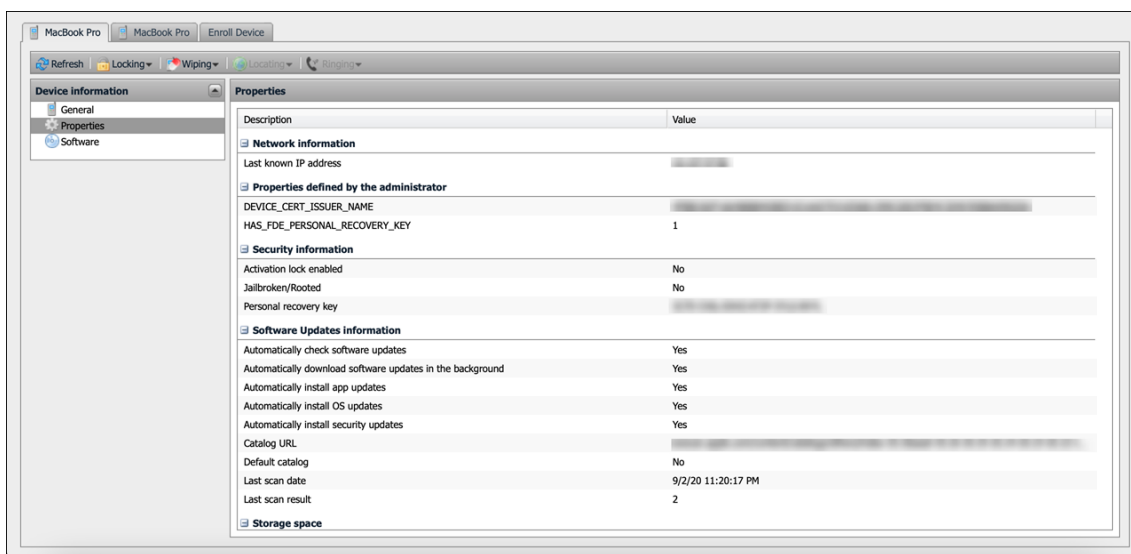 MacBook Pro MacBook Pro Enroll Device
Refresh Locking Wiping Locating Ringing
Device information
General
Properties
Software
Properties
Description Value
Network information
Last known IP address
Properties defined by the administrator
DEVICE_CERT_ISSUER_NAME
HAS_FDE_PERSONAL_RECOVERY_KEY 1
Security information
Activation lock enabled No
Jailbroken/Rooted No
Personal recovery key
Software Updates information
Automatically check software updates Yes
Automatically download software updates in the background Yes
Automatically install app updates Yes
Automatically install OS updates Yes
Automatically install security updates Yes
Catalog URL
Default catalog No
Last scan date 9/2/20 11:20:17 PM
Last scan result 2
Storage space